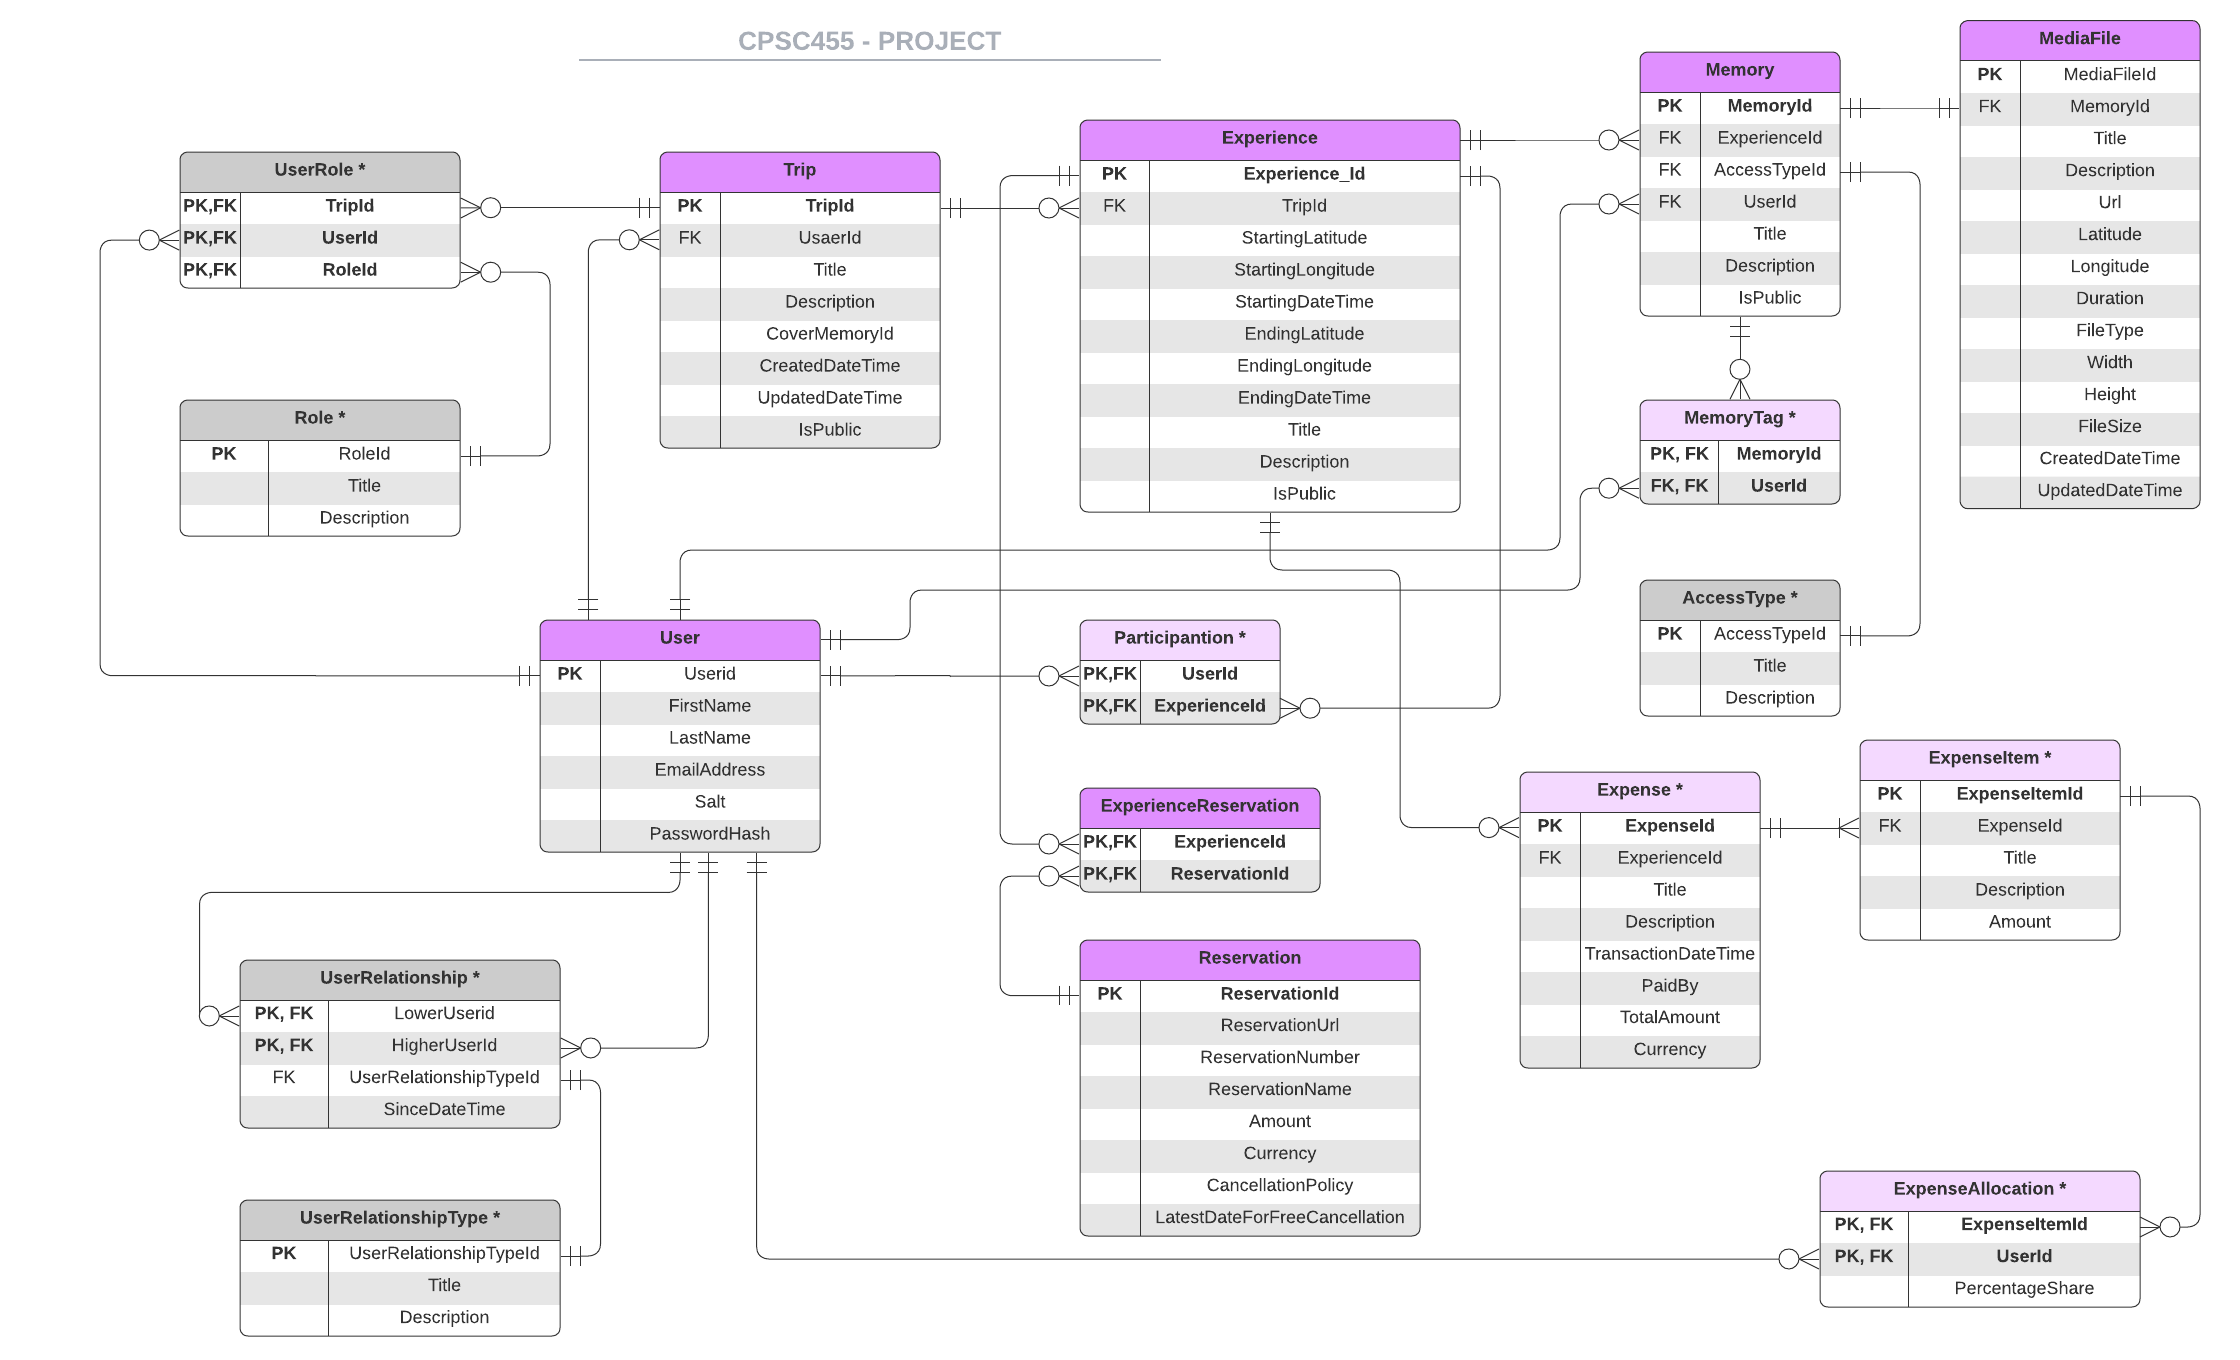 CPSC455 - PROJECT
UserRole *
PK,FK TripId
PK,FK UserId
PK,FK RoleId
Role *
PK RoleId
Title
Description
Trip
PK TripId
FK UsaerId
Title
Description
CoverMemoryId
CreatedDateTime
UpdatedDateTime
IsPublic
Experience
PK Experience_Id
FK TripId
StartingLatitude
StartingLongitude
StartingDateTime
EndingLatitude
EndingLongitude
EndingDateTime
Title
Description
IsPublic
Memory
PK MemoryId
FK ExperienceId
FK AccessTypeId
FK UserId
Title
Description
IsPublic
MediaFile
PK MediaFileId
FK MemoryId
Title
Description
Url
Latitude
Longitude
Duration
FileType
Width
Height
FileSize
CreatedDateTime
UpdatedDateTime
MemoryTag *
PK, FK MemoryId
FK, FK UserId
AccessType *
PK AccessTypeId
Title
Description
User
PK Userid
FirstName
LastName
EmailAddress
Salt
PasswordHash
Participantion *
PK,FK UserId
PK,FK ExperienceId
ExperienceReservation
PK,FK ExperienceId
PK,FK ReservationId
Reservation
PK ReservationId
ReservationUrl
ReservationNumber
ReservationName
Amount
Currency
CancellationPolicy
LatestDateForFreeCancellation
Expense *
PK ExpenseId
FK ExperienceId
Title
Description
TransactionDateTime
PaidBy
TotalAmount
Currency
ExpenseItem *
PK ExpenseItemId
FK ExpenseId
Title
Description
Amount
UserRelationship *
PK, FK LowerUserid
PK, FK HigherUserId
FK UserRelationshipTypeId
SinceDateTime
UserRelationshipType *
PK UserRelationshipTypeId
Title
Description
ExpenseAllocation *
PK, FK ExpenseItemId
PK, FK UserId
PercentageShare